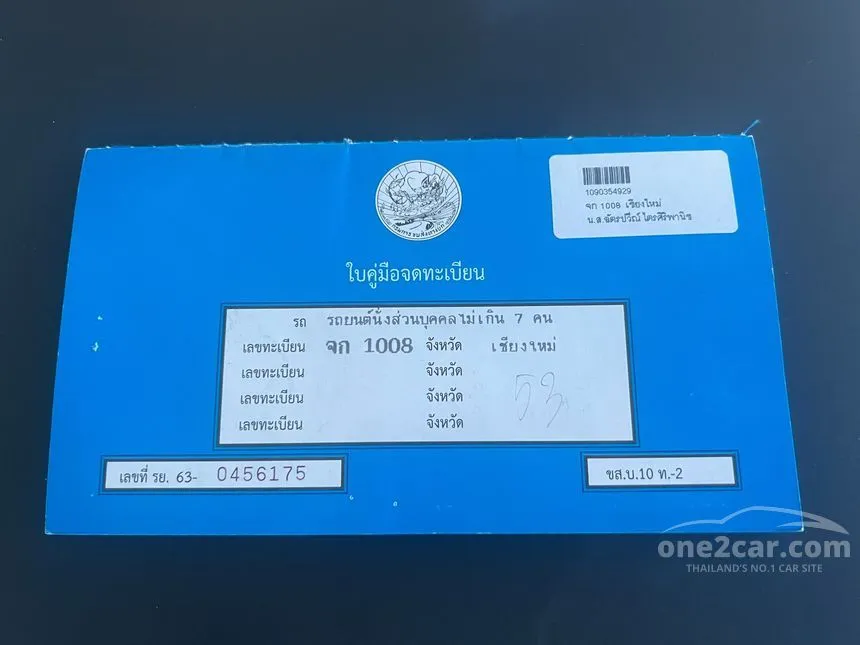 1090354929
จก 1008 เชียงใหม่
น.ส.ฉัตรปวีณ์ ไตรศิริพานิช
ใบคู่มือจดทะเบียน
รถ รถยนต์นั่งส่วนบุคคลไม่เกิน 7 คน
เลขทะเบียน จก 1008 จังหวัด เชียงใหม่
เลขทะเบียน จังหวัด
เลขทะเบียน จังหวัด
เลขทะเบียน จังหวัด
เลขที่ รย. 63- 0456175
ขส.บ.10 ท.-2
one2car.com
THAILAND'S NO.1 CAR SITE